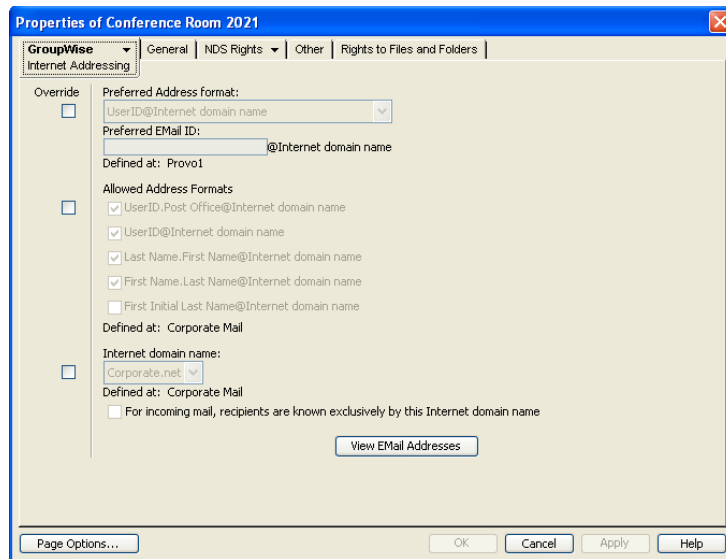 Properties of Conference Room 2021
GroupWise General NDS Rights Other Rights to Files and Folders
Internet Addressing
Override Preferred Address format:
UserID@Internet domain name
Preferred EMail ID:
@Internet domain name
Defined at: Provo1
Allowed Address Formats
UserID.Post Office@Internet domain name
UserID@Internet domain name
Last Name.First Name@Internet domain name
First Name.Last Name@Internet domain name
First Initial Last Name@Internet domain name
Defined at: Corporate Mail
Internet domain name:
Corporate.net
Defined at: Corporate Mail
For incoming mail, recipients are known exclusively by this Internet domain name
View EMail Addresses
Page Options... OK Cancel Apply Help